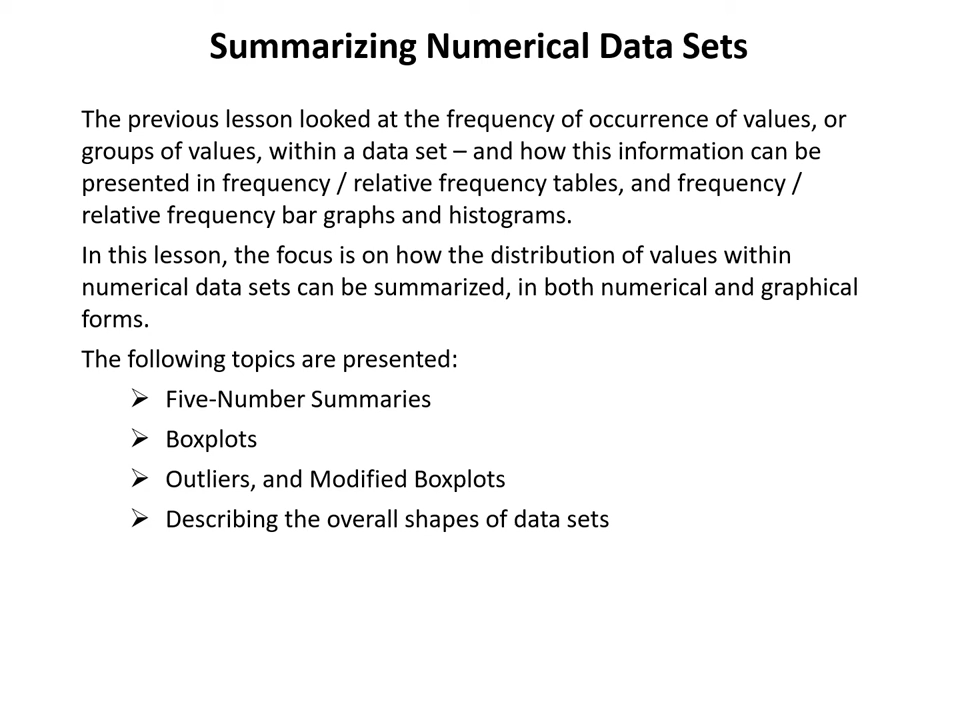 Summarizing Numerical Data Sets
The previous lesson looked at the frequency of occurrence of values, or
groups of values, within a data set – and how this information can be
presented in frequency / relative frequency tables, and frequency /
relative frequency bar graphs and histograms.
In this lesson, the focus is on how the distribution of values within
numerical data sets can be summarized, in both numerical and graphical
forms.
The following topics are presented:
➢ Five-Number Summaries
➢ Boxplots
➢ Outliers, and Modified Boxplots
➢ Describing the overall shapes of data sets